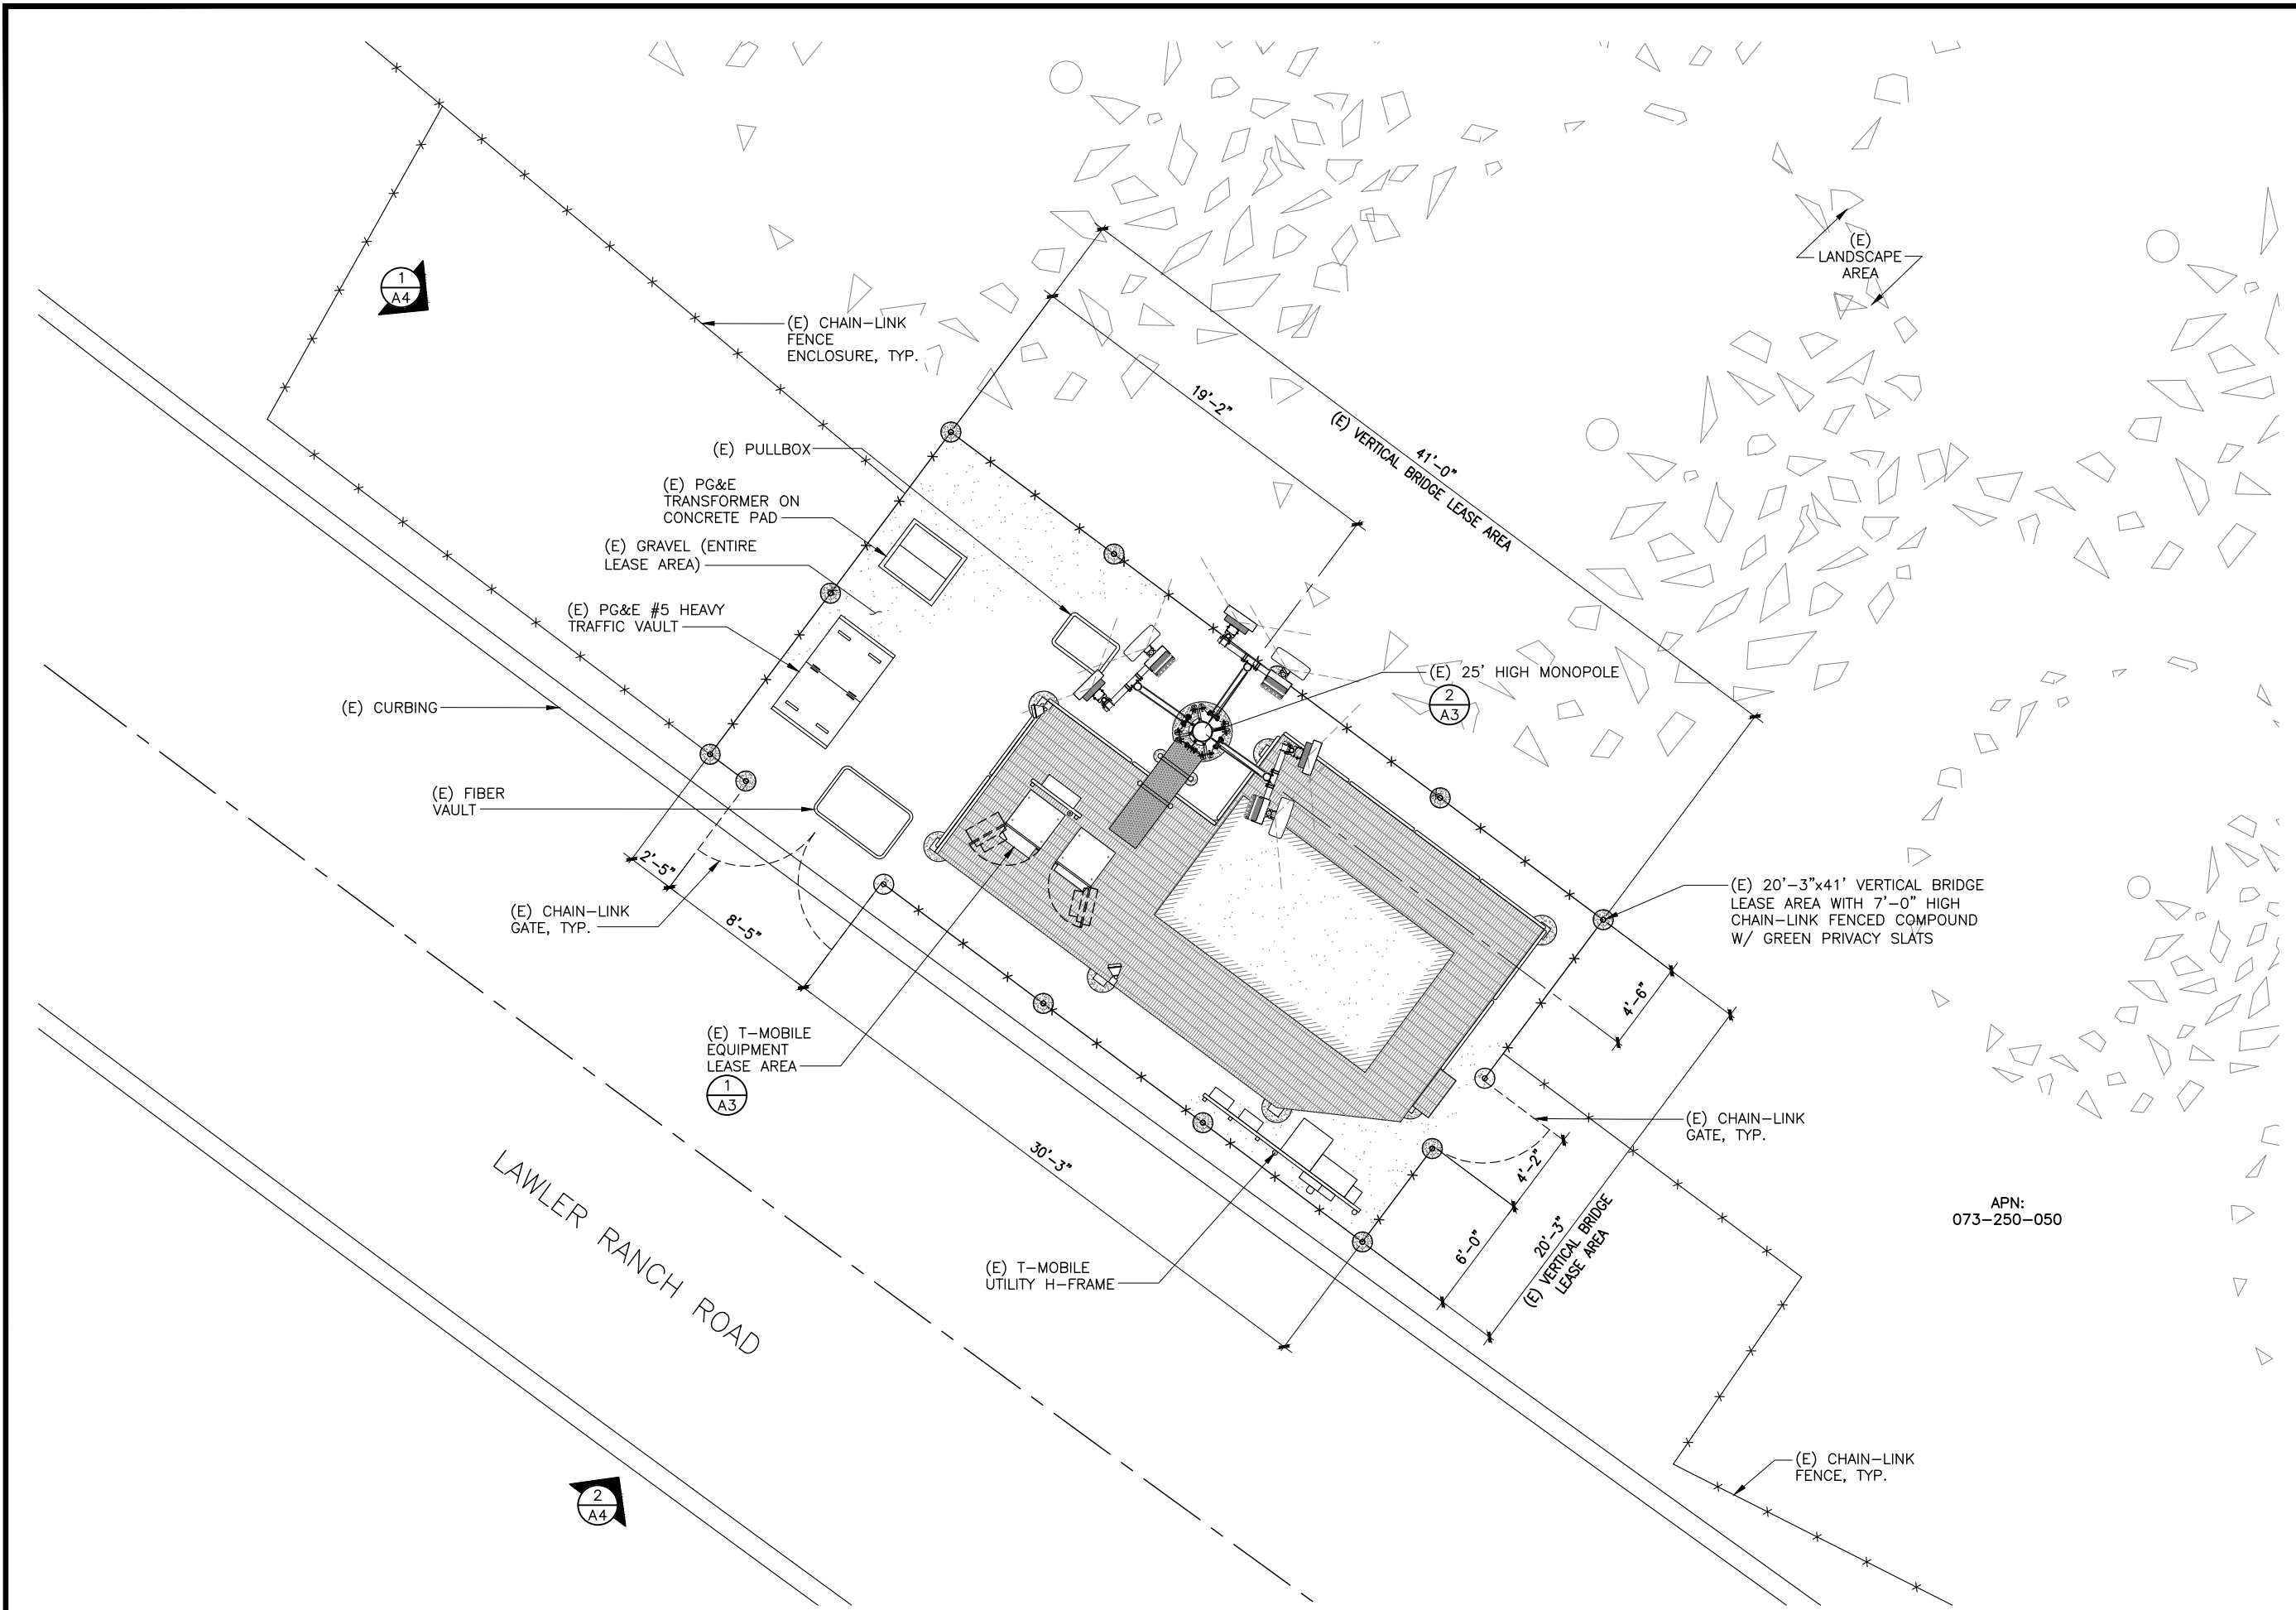 (E)
LANDSCAPE
AREA
1
A4
(E) CHAIN-LINK
FENCE
ENCLOSURE, TYP.
19'-2"
41'-0"
(E) VERTICAL BRIDGE LEASE AREA
(E) PULLBOX
(E) PG&E
TRANSFORMER ON
CONCRETE PAD
(E) GRAVEL (ENTIRE
LEASE AREA)
(E) PG&E #5 HEAVY
TRAFFIC VAULT
(E) CURBING
(E) 25' HIGH MONOPOLE
2
A3
(E) FIBER
VAULT
2'-5"
(E) CHAIN-LINK
GATE, TYP.
8'-5"
(E) 20'-3"x41' VERTICAL BRIDGE
LEASE AREA WITH 7'-0" HIGH
CHAIN-LINK FENCED COMPOUND
W/ GREEN PRIVACY SLATS
4'-6"
(E) T-MOBILE
EQUIPMENT
LEASE AREA
1
A3
(E) CHAIN-LINK
GATE, TYP.
30'-3"
4'-2"
6'-0"
20'-3"
(E) VERTICAL BRIDGE
LEASE AREA
APN:
073-250-050
LAWLER RANCH ROAD
(E) T-MOBILE
UTILITY H-FRAME
(E) CHAIN-LINK
FENCE, TYP.
2
A4